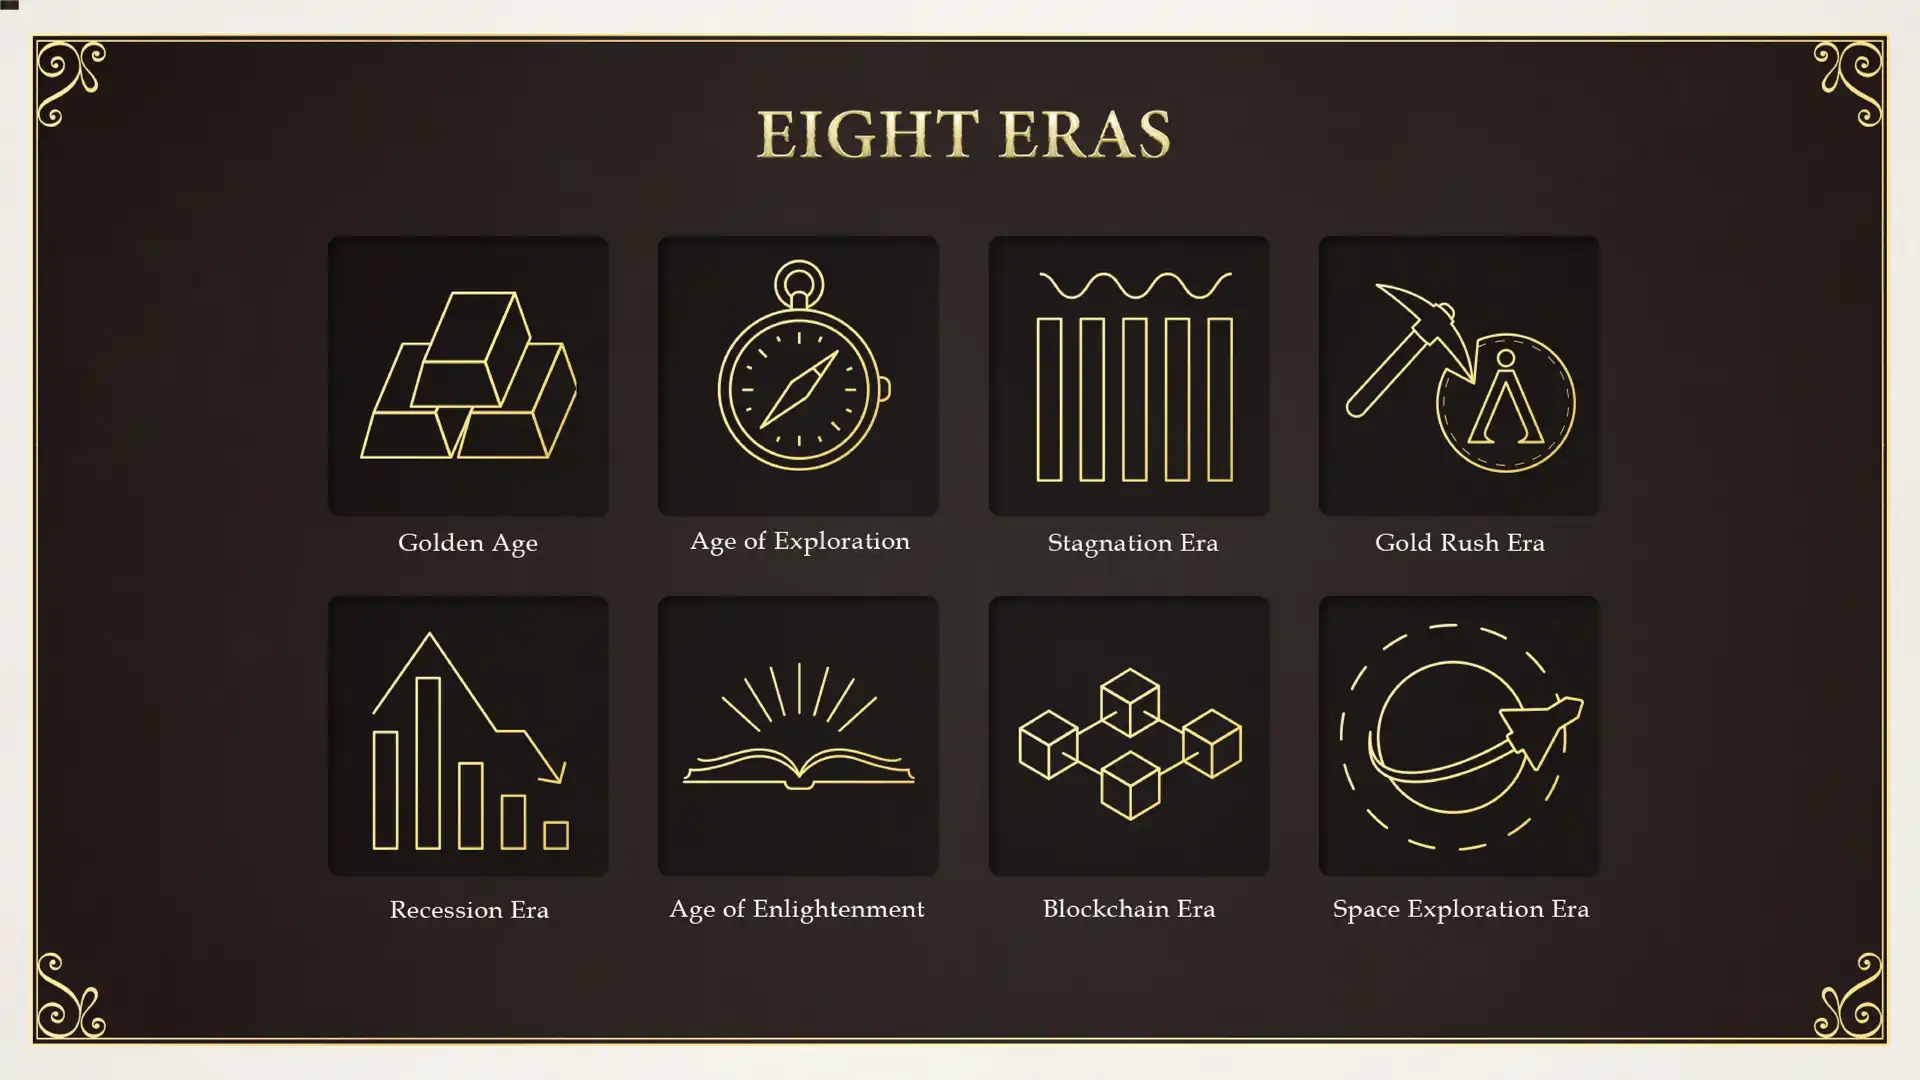 EIGHT ERAS
Golden Age
Age of Exploration
Stagnation Era
Gold Rush Era
Recession Era
Age of Enlightenment
Blockchain Era
Space Exploration Era